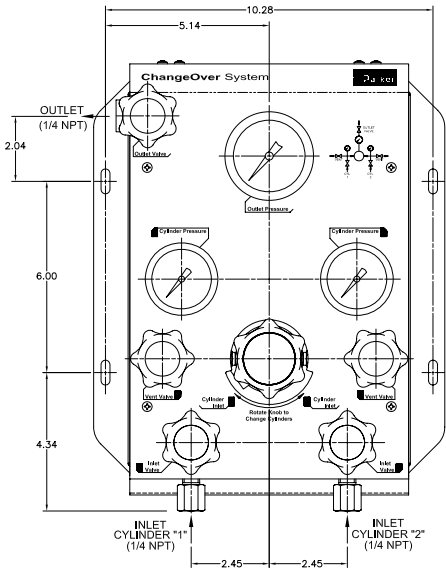 10.28
5.14
ChangeOver System
Parker
OUTLET
(1/4 NPT)
2.04
Outlet Valve
OUTLET
VALVE
Outlet Pressure
Cylinder Pressure
Cylinder Pressure
6.00
Vent Valve
Vent Valve
Cylinder
Inlet
Cylinder
Inlet
Rotate Knob to
Change Cylinders
4.34
Inlet
Valve
Inlet
Valve
INLET
CYLINDER "1"
(1/4 NPT)
INLET
CYLINDER "2"
(1/4 NPT)
2.45
2.45